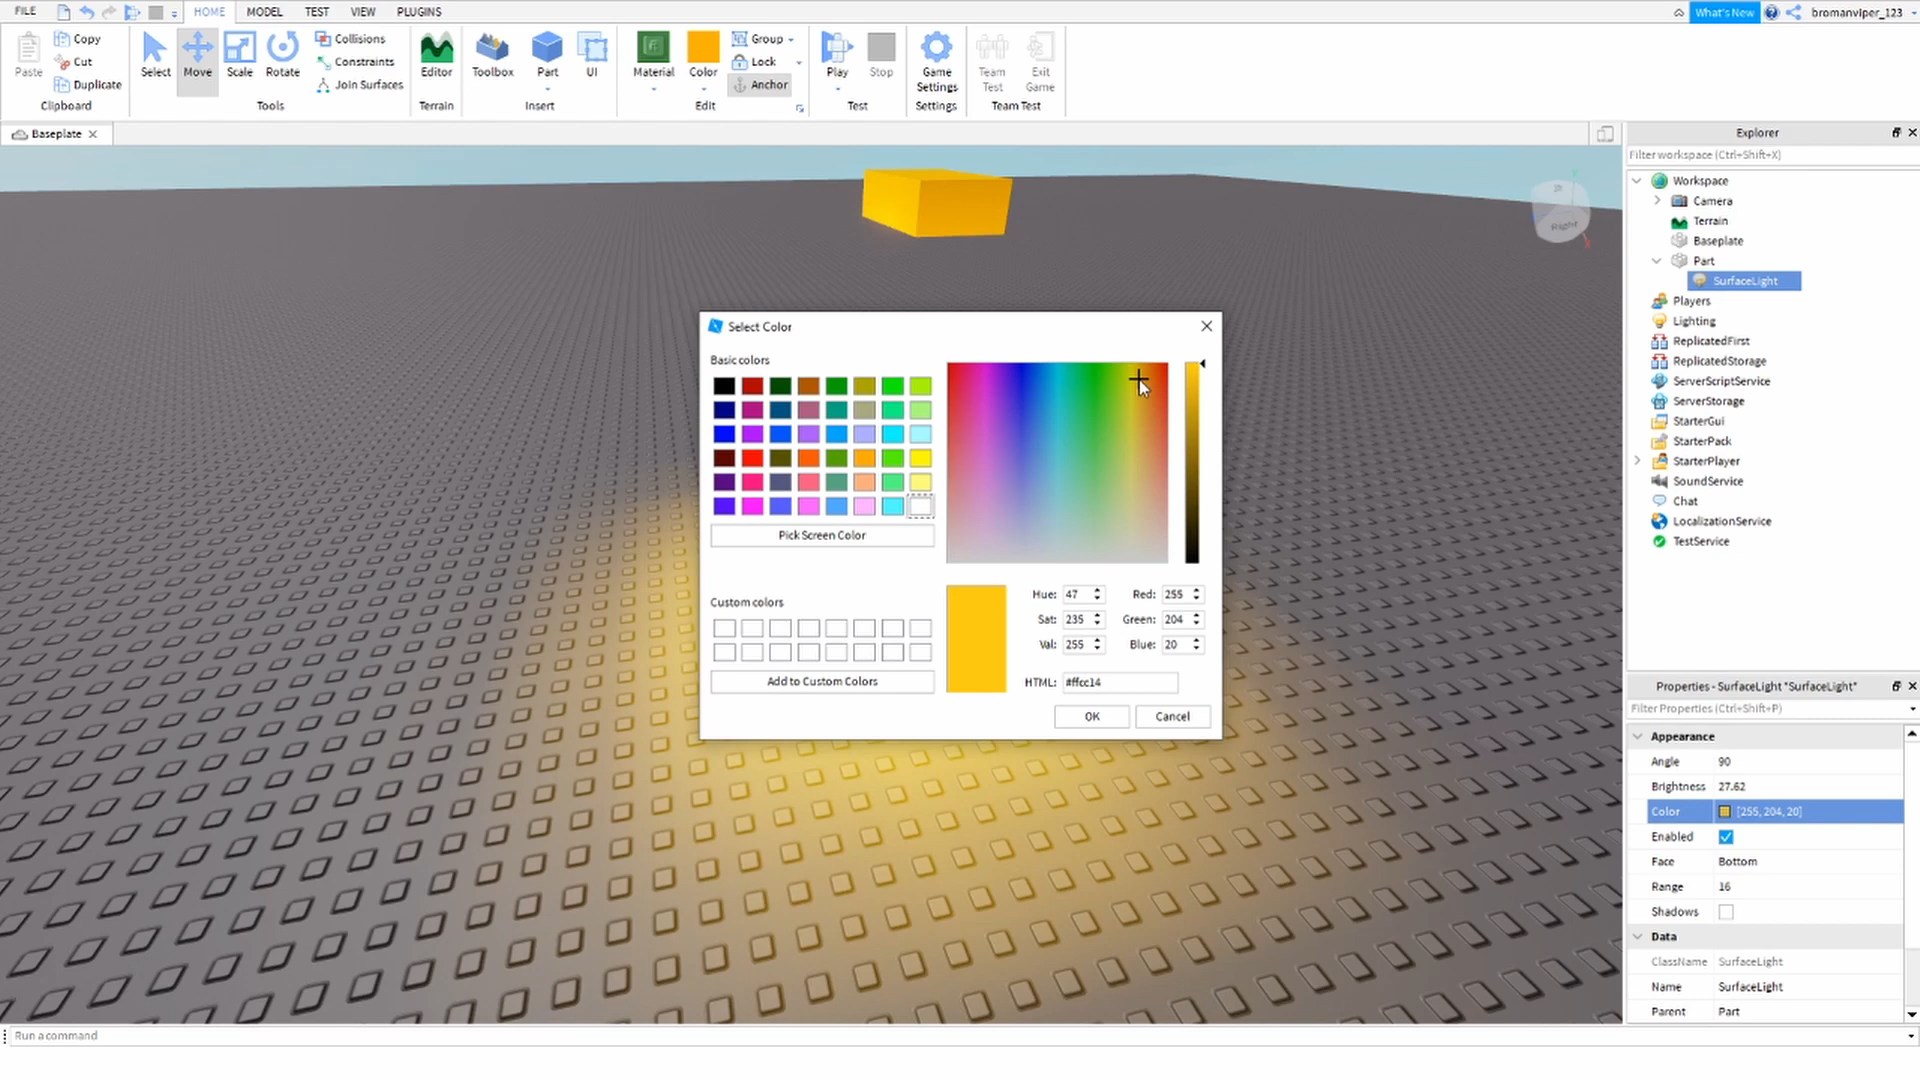 FILE HOME MODEL TEST VIEW PLUGINS What's New bromanviper_123
Paste Copy Cut Duplicate Clipboard
Select Move Scale Rotate Collisions Constraints Join Surfaces Tools
Editor Terrain
Toolbox Part UI Insert
Material Color Group Lock Anchor Edit
Play Stop Test
Game Settings Settings
Team Test Exit Game Team Test
Baseplate
Right
Select Color
Basic colors
Pick Screen Color
Custom colors
Add to Custom Colors
Hue: 47 Red: 255
Sat: 235 Green: 204
Val: 255 Blue: 20
HTML: #ffcc14
OK Cancel
Explorer
Filter workspace (Ctrl+Shift+X)
Workspace
Camera
Terrain
Baseplate
Part
SurfaceLight
Players
Lighting
ReplicatedFirst
ReplicatedStorage
ServerScriptService
ServerStorage
StarterGui
StarterPack
StarterPlayer
SoundService
Chat
LocalizationService
TestService
Properties - SurfaceLight "SurfaceLight"
Filter Properties (Ctrl+Shift+P)
Appearance
Angle 90
Brightness 27.62
Color [255, 204, 20]
Enabled
Face Bottom
Range 16
Shadows
Data
ClassName SurfaceLight
Name SurfaceLight
Parent Part
Run a command